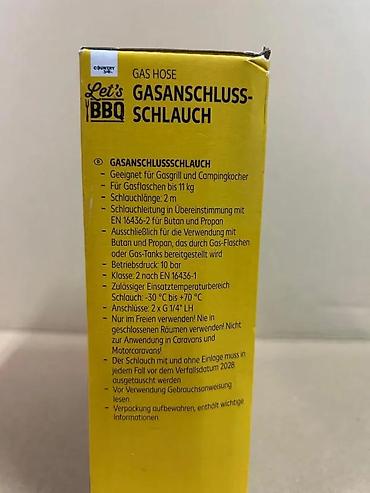 COUNTRY
GAS HOSE
Let's
BBQ
GASANSCHLUSS-
SCHLAUCH
D GASANSCHLUSSSCHLAUCH
– Geeignet für Gasgrill und Campingkocher
– Für Gasflaschen bis 11 kg
– Schlauchlänge: 2 m
– Schlauchleitung in Übereinstimmung mit
EN 16436-2 für Butan und Propan
– Ausschließlich für die Verwendung mit
Butan und Propan, das durch Gas-Flaschen
oder Gas-Tanks bereitgestellt wird
– Betriebsdruck: 10 bar
– Klasse: 2 nach EN 16436-1
– Zulässiger Einsatztemperaturbereich
Schlauch: -30 °C bis +70 °C
– Anschlüsse: 2 x G 1/4" LH
– Nur im Freien verwenden! Nie in
geschlossenen Räumen verwenden! Nicht
zur Anwendung in Caravans und
Motorcaravans!
– Der Schlauch mit und ohne Einlage muss in
jedem Fall vor dem Verfallsdatum 2028
ausgetauscht werden
– Vor Verwendung Gebrauchsanweisung
lesen
– Verpackung aufbewahren, enthält wichtige
Informationen